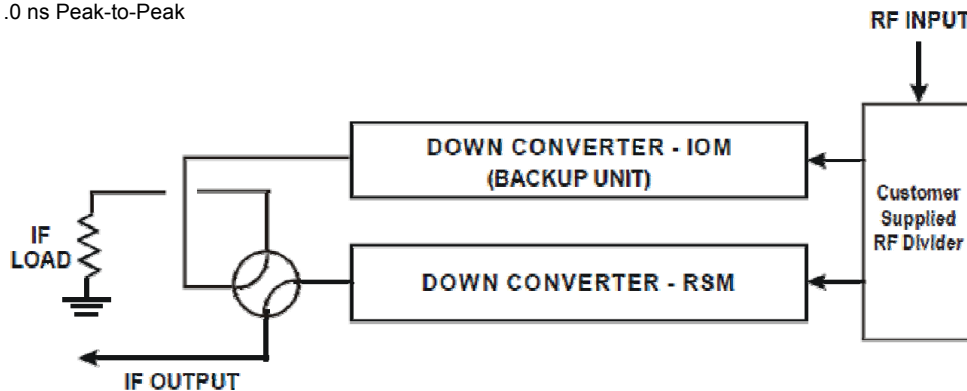 .0 ns Peak-to-Peak
RF INPUT
DOWN CONVERTER - IOM
(BACKUP UNIT)
Customer
Supplied
RF Divider
IF
LOAD
DOWN CONVERTER - RSM
IF OUTPUT